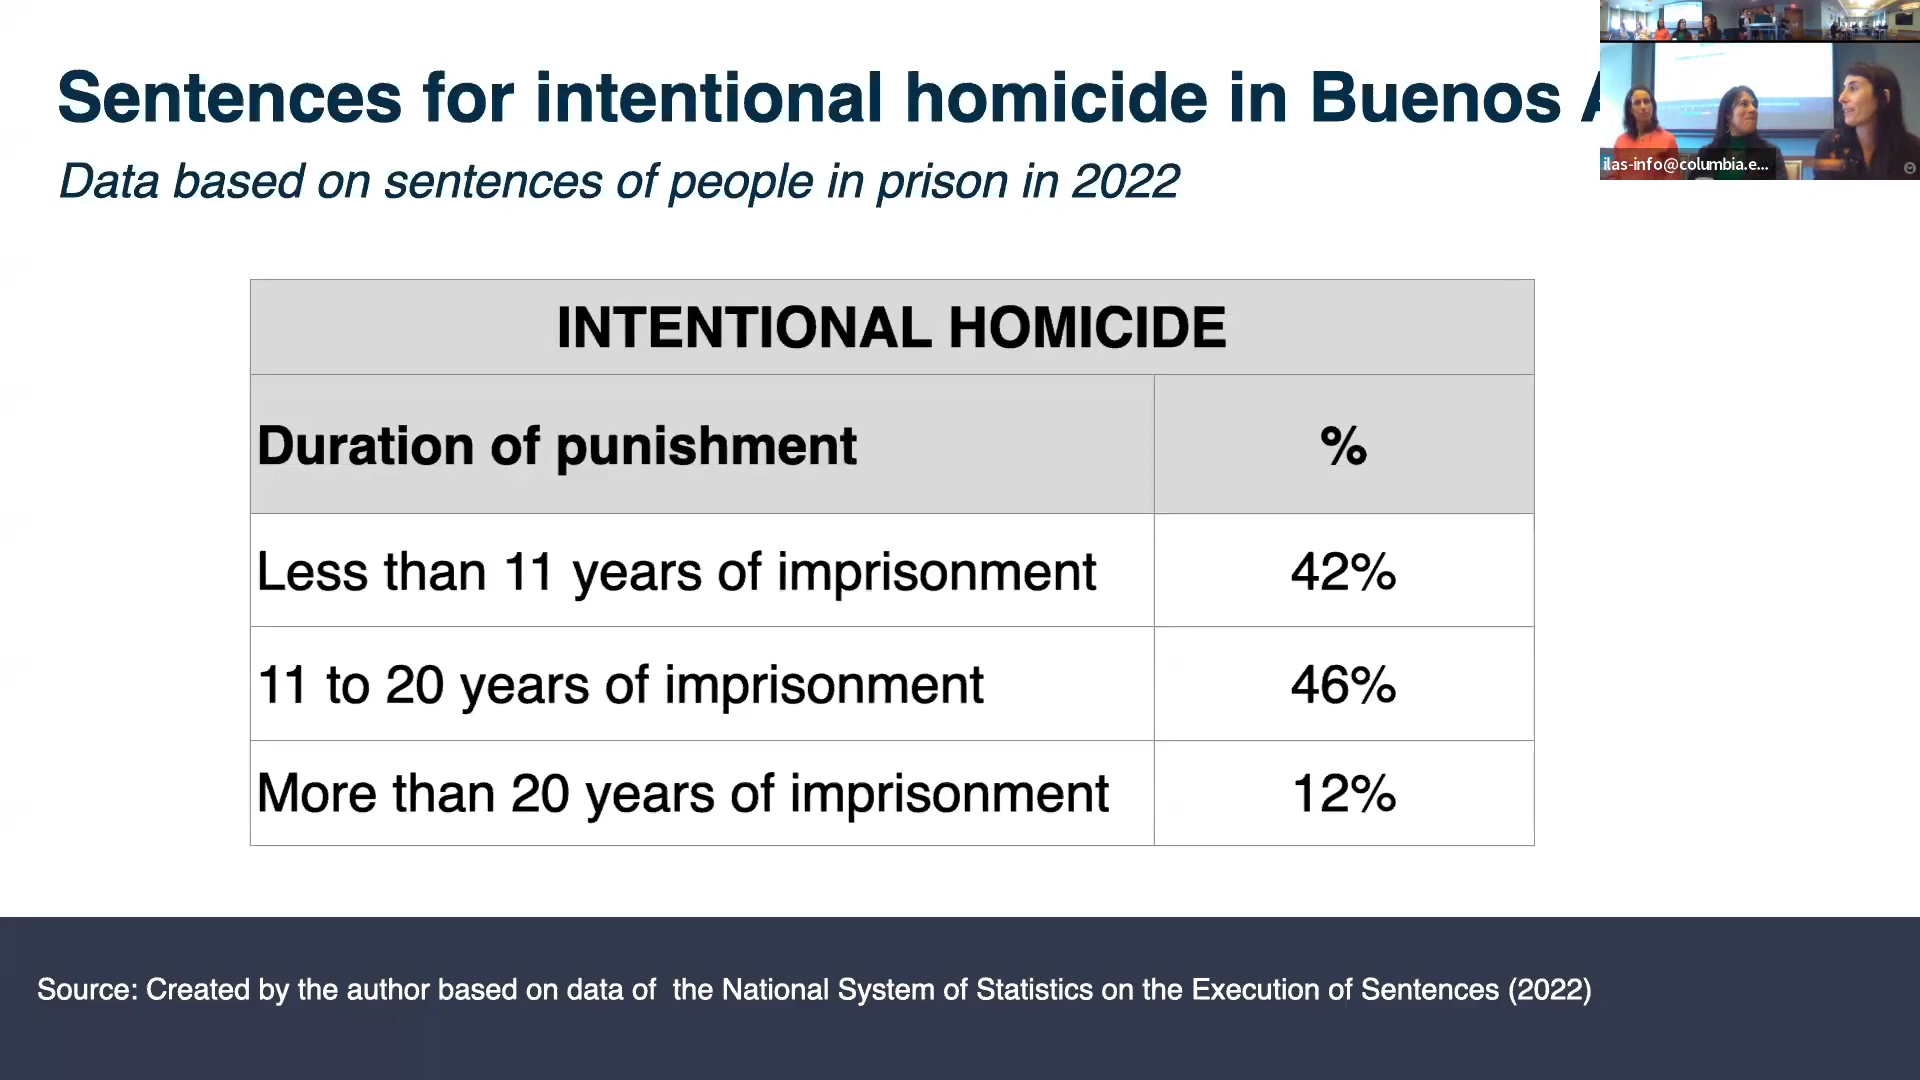 Sentences for intentional homicide in Buenos A
Data based on sentences of people in prison in 2022
ilas-info@columbia.e...
INTENTIONAL HOMICIDE
Duration of punishment %
Less than 11 years of imprisonment 42%
11 to 20 years of imprisonment 46%
More than 20 years of imprisonment 12%
Source: Created by the author based on data of the National System of Statistics on the Execution of Sentences (2022)